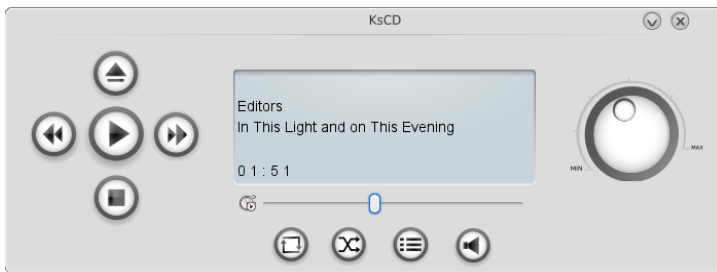 KsCD
Editors
In This Light and on This Evening
01:51
MIN
MAX